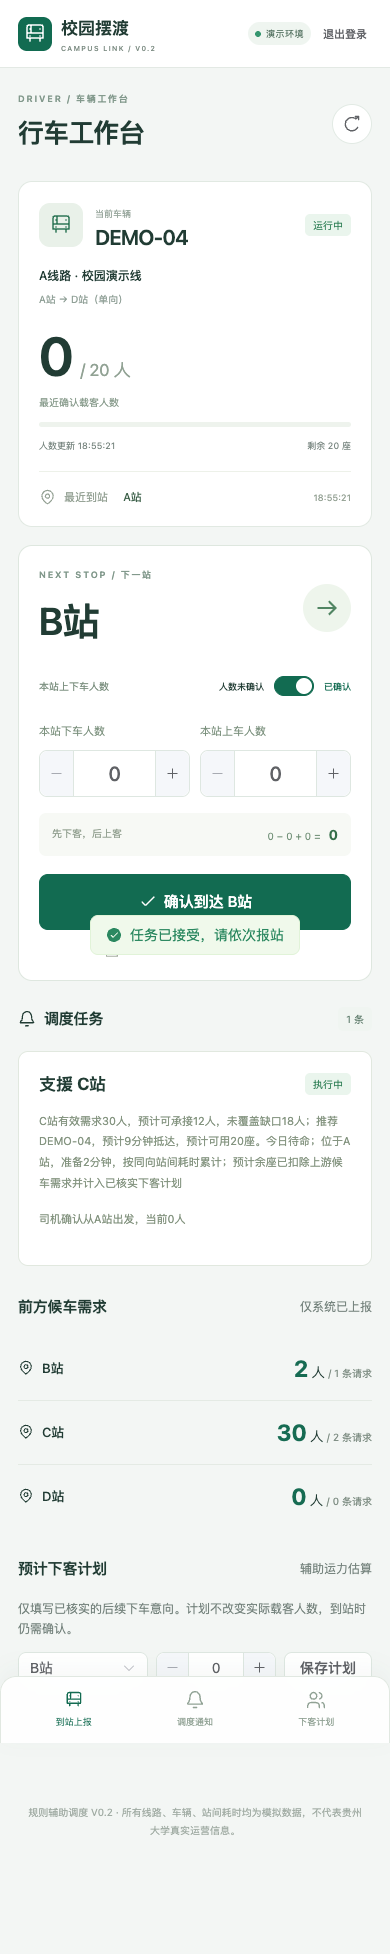 校园摆渡
CAMPUS LINK / V0.2
演示环境
退出登录
DRIVER / 车辆工作台
行车工作台
当前车辆
DEMO-04
运行中
A线路 · 校园演示线
A站 → D站（单向）
0 / 20 人
最近确认载客人数
人数更新 18:55:21
剩余 20 座
最近到站 A站
18:55:21
NEXT STOP / 下一站
B站
本站上下车人数
人数未确认
已确认
本站下车人数
本站上车人数
0
0
先下客，后上客
0 − 0 + 0 = 0
确认到达 B站
任务已接受，请依次报站
调度任务
1 条
支援 C站
执行中
C站有效需求30人，预计可承接12人，未覆盖缺口18人；推荐
DEMO-04，预计9分钟抵达，预计可用20座。今日待命；位于A
站，准备2分钟，按同向站间耗时累计；预计余座已扣除上游候
车需求并计入已核实下客计划
司机确认从A站出发，当前0人
前方候车需求
仅系统已上报
B站
2 人 / 1 条请求
C站
30 人 / 2 条请求
D站
0 人 / 0 条请求
预计下客计划
辅助运力估算
仅填写已核实的后续下车意向。计划不改变实际载客人数，到站时
仍需确认。
B站
0
保存计划
到站上报
调度通知
下客计划
规则辅助调度 V0.2 · 所有线路、车辆、站间耗时均为模拟数据，不代表贵州
大学真实运营信息。